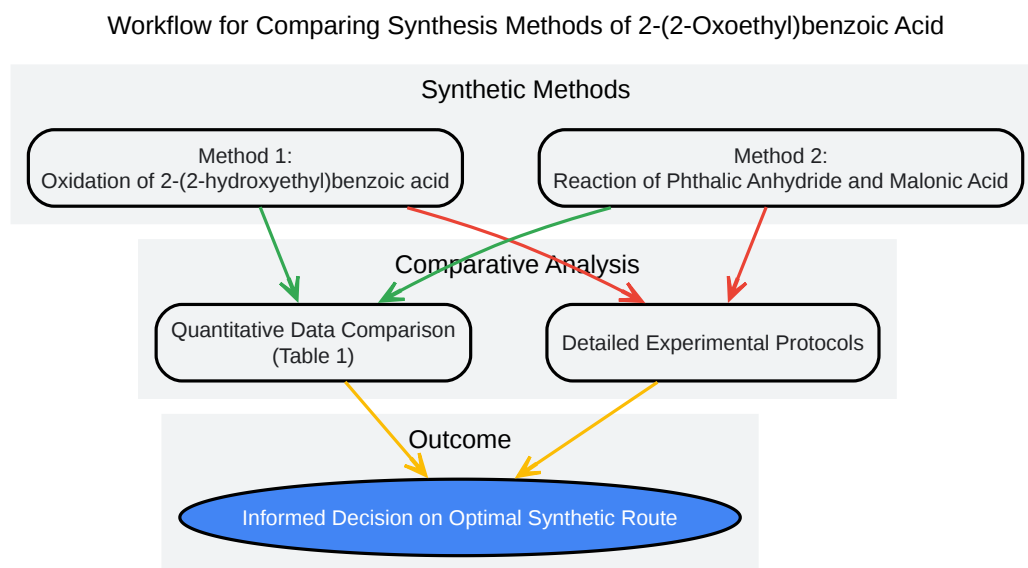 Workflow for Comparing Synthesis Methods of 2-(2-Oxoethyl)benzoic Acid
Synthetic Methods
Method 1:
Oxidation of 2-(2-hydroxyethyl)benzoic acid
Method 2:
Reaction of Phthalic Anhydride and Malonic Acid
Comparative Analysis
Quantitative Data Comparison
(Table 1)
Detailed Experimental Protocols
Outcome
Informed Decision on Optimal Synthetic Route